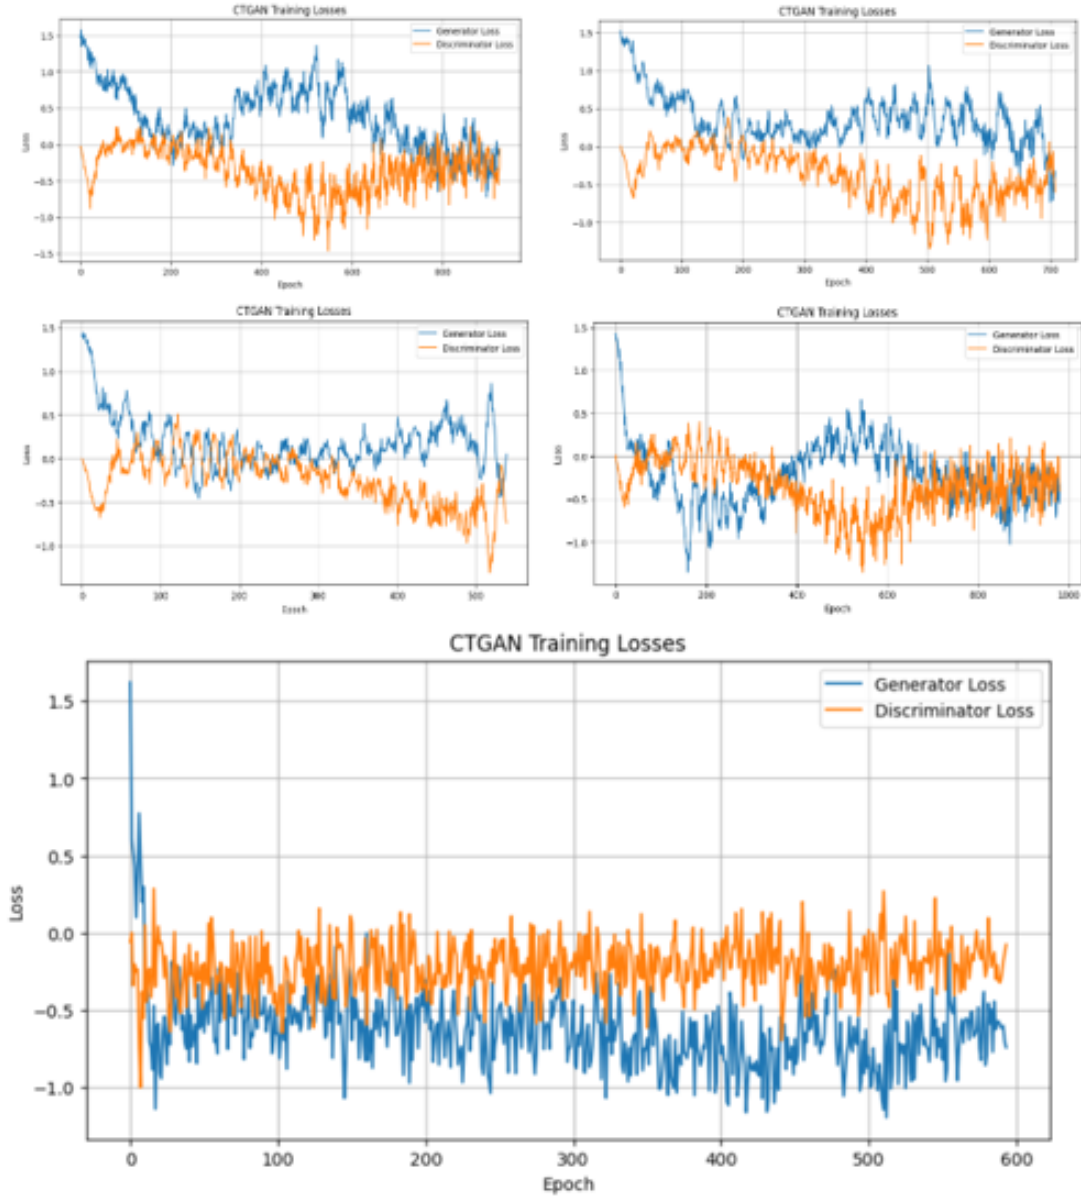 CTGAN Training Losses
Generator Loss
Discriminator Loss
1.5
1.0
0.5
0.0
−0.5
−1.0
−1.5
Loss
0 200 400 600 800
Epoch
CTGAN Training Losses
Generator Loss
Discriminator Loss
1.5
1.0
0.5
0.0
−0.5
−1.0
Loss
0 100 200 300 400 500 600 700
Epoch
CTGAN Training Losses
Generator Loss
Discriminator Loss
1.5
1.0
0.5
0.0
−0.5
−1.0
Loss
0 100 200 300 400 500
Epoch
CTGAN Training Losses
Generator Loss
Discriminator Loss
1.5
1.0
0.5
0.0
−0.5
−1.0
Loss
0 200 400 600 800 1000
Epoch
CTGAN Training Losses
Generator Loss
Discriminator Loss
1.5
1.0
0.5
0.0
−0.5
−1.0
Loss
0 100 200 300 400 500 600
Epoch